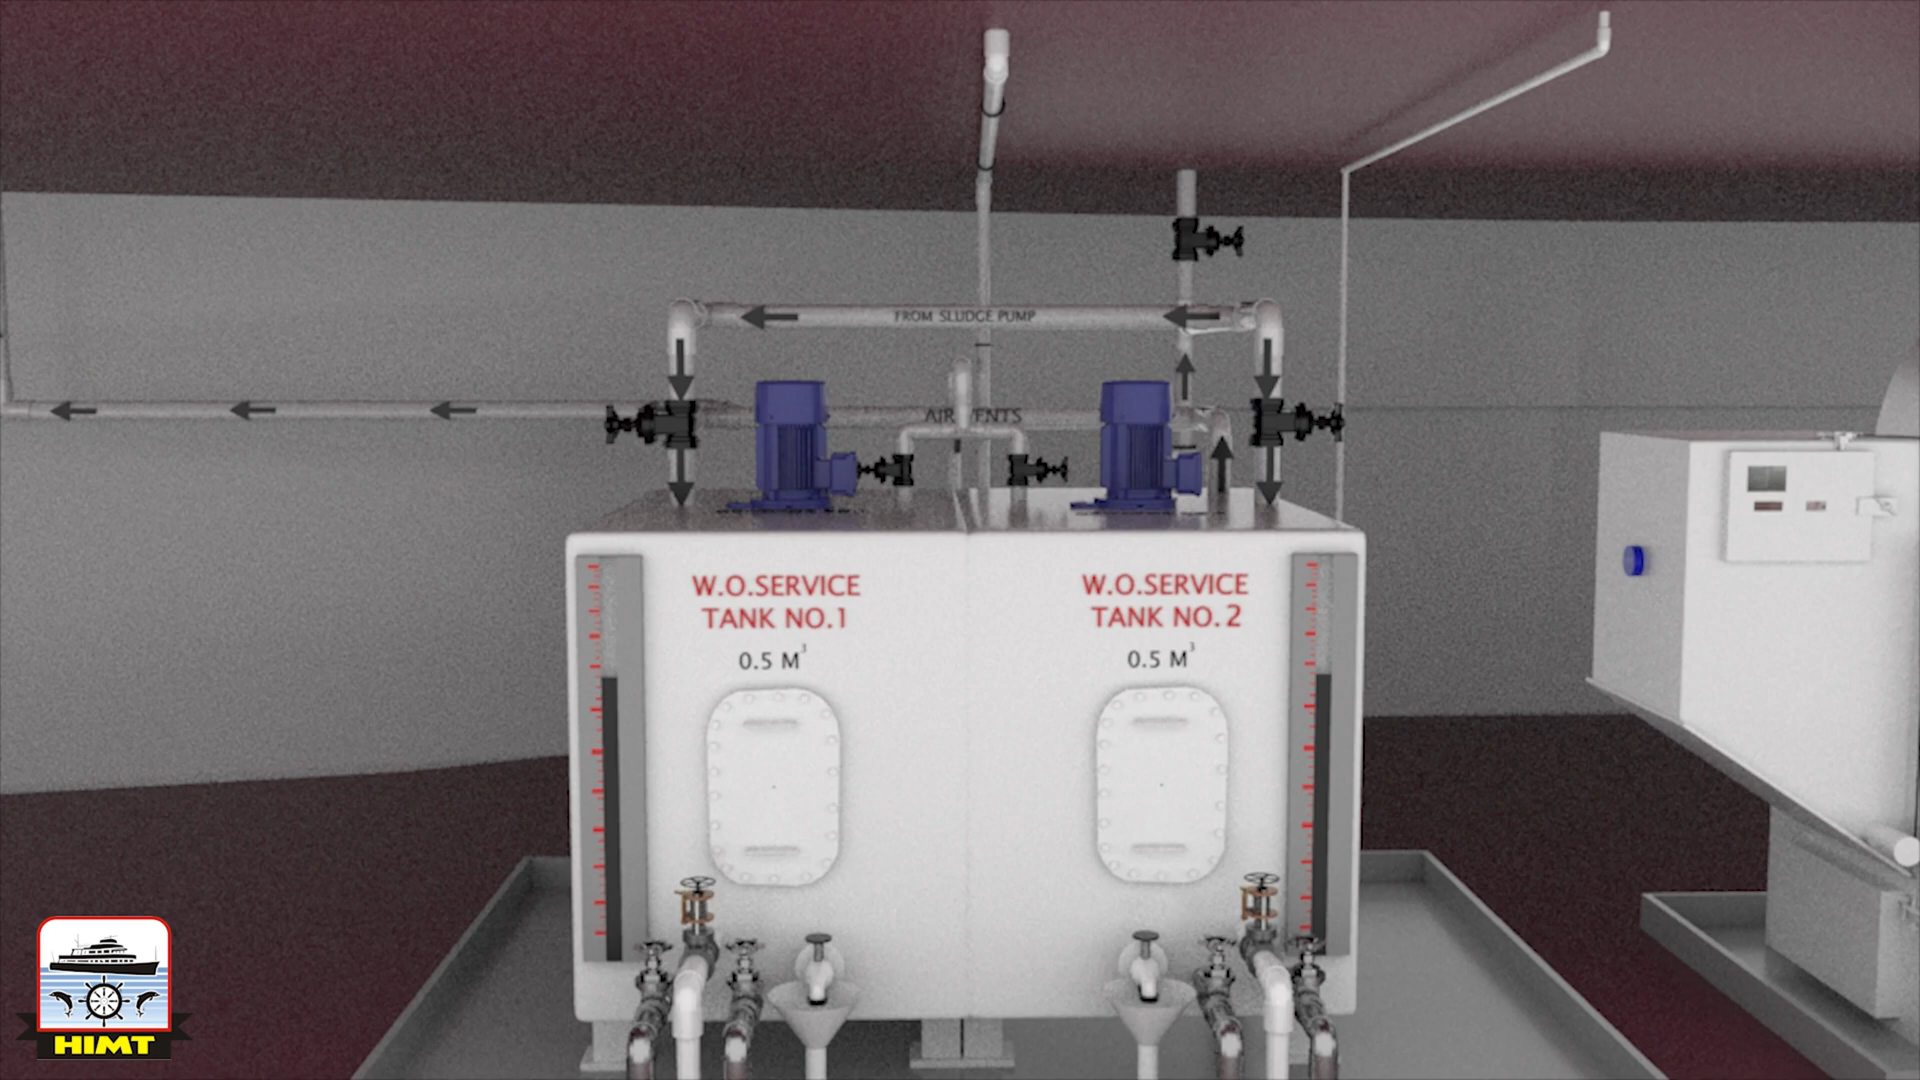 FROM SLUDGE PUMP
AIR VENTS
W.O.SERVICE
TANK NO.1
0.5 M³
W.O.SERVICE
TANK NO.2
0.5 M³
HIMT